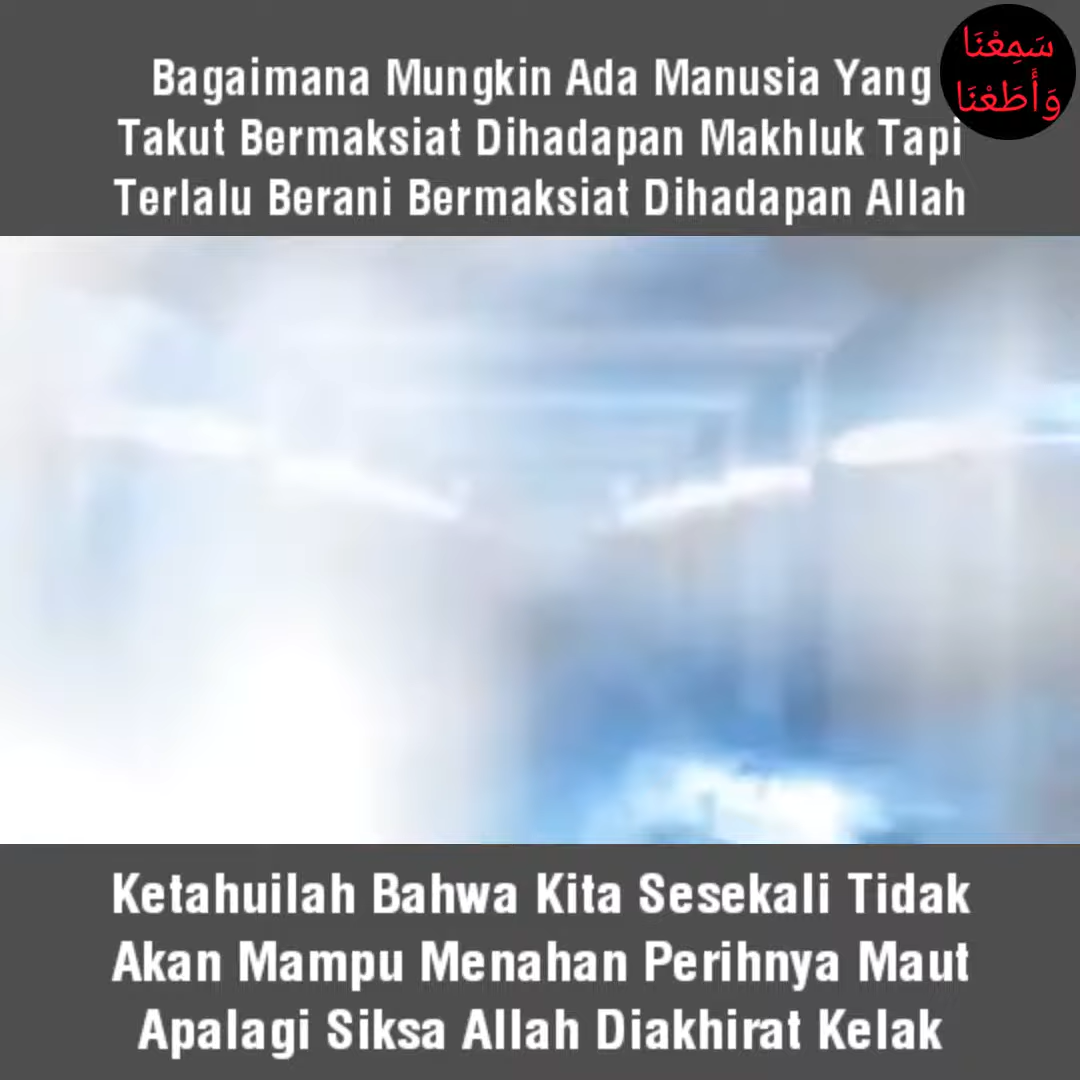 سَمِعْنَا
وَأَطَعْنَا
Bagaimana Mungkin Ada Manusia Yang
Takut Bermaksiat Dihadapan Makhluk Tapi
Terlalu Berani Bermaksiat Dihadapan Allah
Ketahuilah Bahwa Kita Sesekali Tidak
Akan Mampu Menahan Perihnya Maut
Apalagi Siksa Allah Diakhirat Kelak